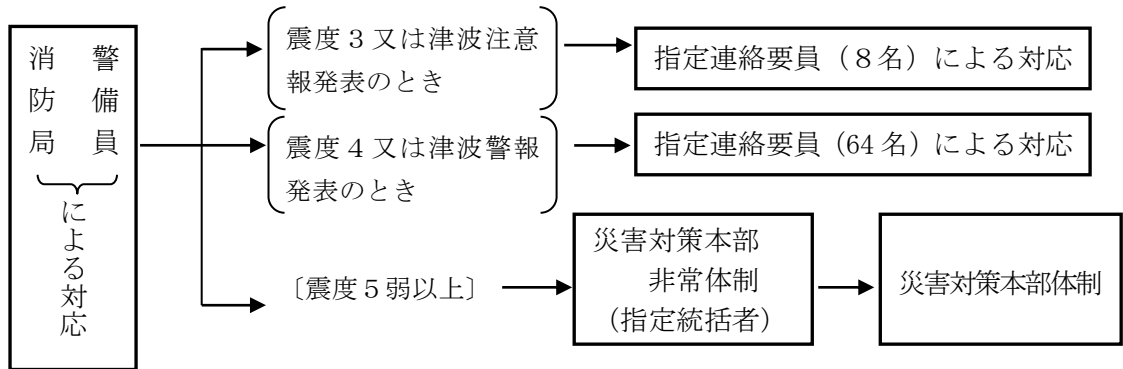 消防局
警備員
による対応
震度３又は津波注意
報発表のとき
指定連絡要員（８名）による対応
震度４又は津波警報
発表のとき
指定連絡要員（64 名）による対応
〔震度５弱以上〕
災害対策本部
非常体制
（指定統括者）
災害対策本部体制